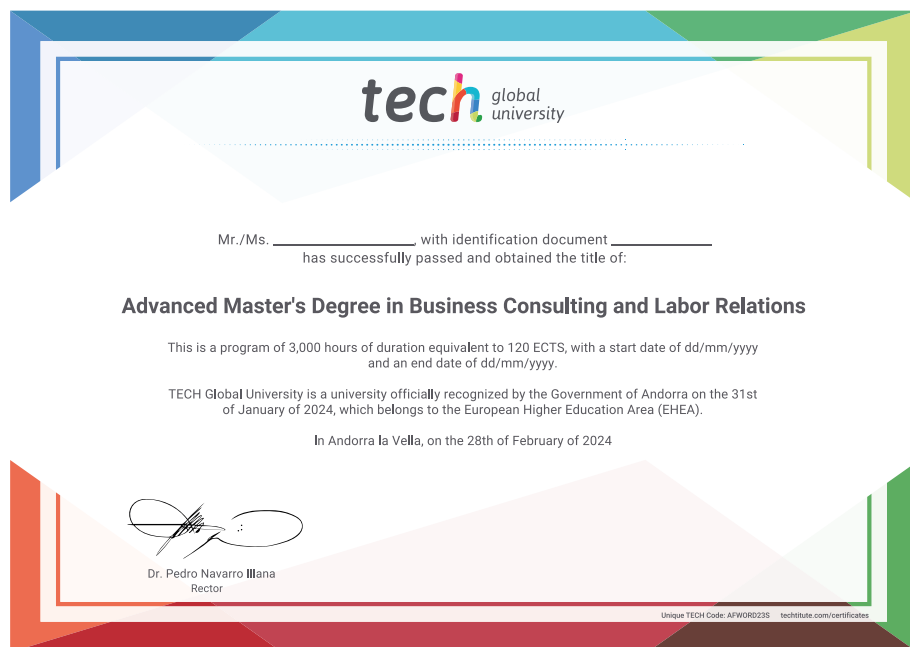 tech global
university
Mr./Ms. ______________, with identification document __________
has successfully passed and obtained the title of:
Advanced Master's Degree in Business Consulting and Labor Relations
This is a program of 3,000 hours of duration equivalent to 120 ECTS, with a start date of dd/mm/yyyy
and an end date of dd/mm/yyyy.
TECH Global University is a university officially recognized by the Government of Andorra on the 31st
of January of 2024, which belongs to the European Higher Education Area (EHEA).
In Andorra la Vella, on the 28th of February of 2024
Dr. Pedro Navarro Illana
Rector
Unique TECH Code: AFWORD23S techtitute.com/certificates